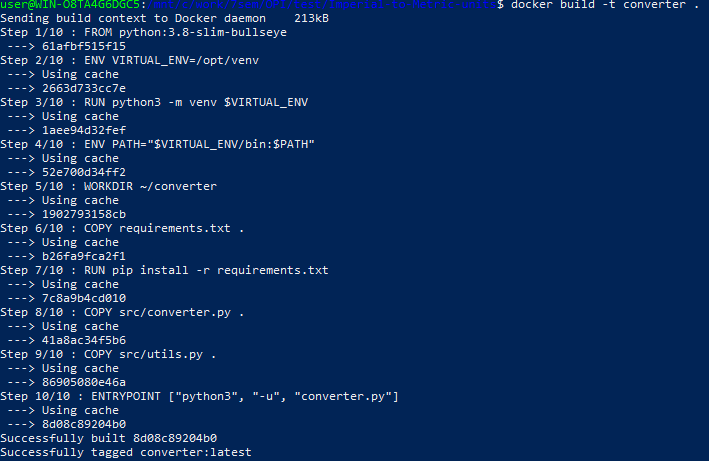 user@WIN-O8TA4G6DGC5: $ docker build -t converter .
Sending build context to Docker daemon    213kB
Step 1/10 : FROM python:3.8-slim-bullseye
 ---> 61afbf515f15
Step 2/10 : ENV VIRTUAL_ENV=/opt/venv
 ---> Using cache
 ---> 2663d733cc7e
Step 3/10 : RUN python3 -m venv $VIRTUAL_ENV
 ---> Using cache
 ---> 1aee94d32fef
Step 4/10 : ENV PATH="$VIRTUAL_ENV/bin:$PATH"
 ---> Using cache
 ---> 52e700d34ff2
Step 5/10 : WORKDIR ~/converter
 ---> Using cache
 ---> 1902793158cb
Step 6/10 : COPY requirements.txt .
 ---> Using cache
 ---> b26fa9fca2f1
Step 7/10 : RUN pip install -r requirements.txt
 ---> Using cache
 ---> 7c8a9b4cd010
Step 8/10 : COPY src/converter.py .
 ---> Using cache
 ---> 41a8ac34f5b6
Step 9/10 : COPY src/utils.py .
 ---> Using cache
 ---> 86905080e46a
Step 10/10 : ENTRYPOINT ["python3", "-u", "converter.py"]
 ---> Using cache
 ---> 8d08c89204b0
Successfully built 8d08c89204b0
Successfully tagged converter:latest